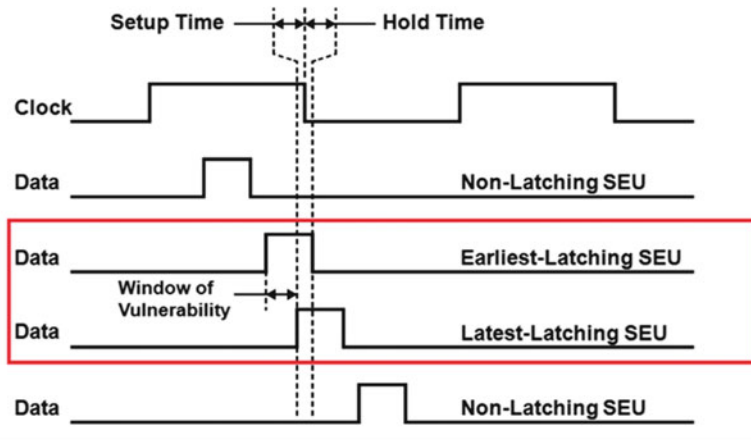 Setup Time
Hold Time
Clock
Data
Non-Latching SEU
Data
Earliest-Latching SEU
Window of
Vulnerability
Data
Latest-Latching SEU
Data
Non-Latching SEU